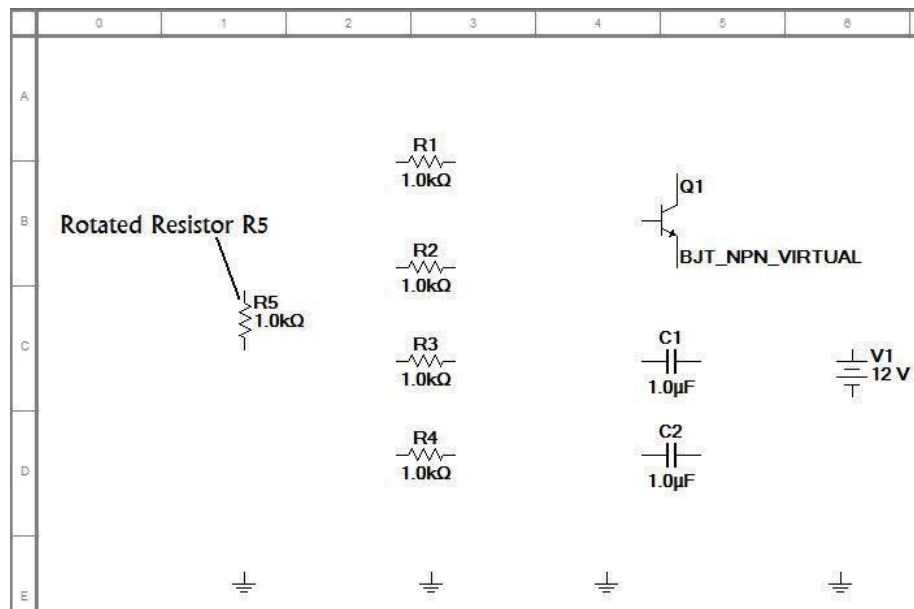 0 1 2 3 4 5 6
A
R1
1.0kΩ
Q1
B
Rotated Resistor R5
BJT_NPN_VIRTUAL
R2
1.0kΩ
R5
1.0kΩ
C
R3
1.0kΩ
C1
1.0µF
V1
12 V
R4
1.0kΩ
C2
1.0µF
D
E